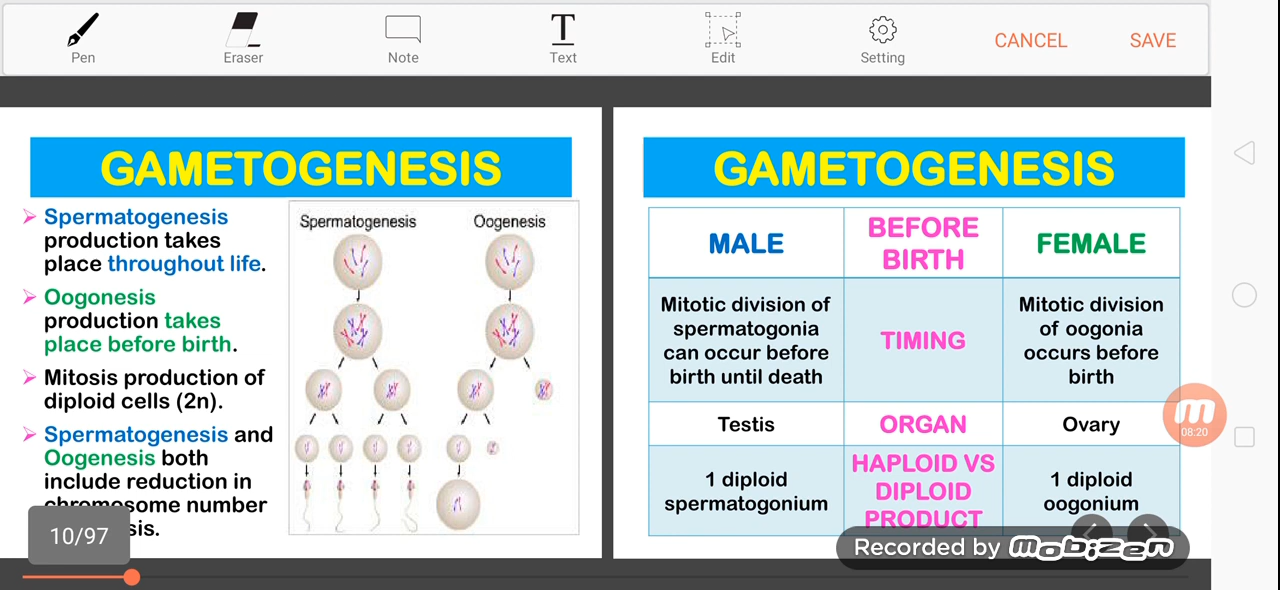 Pen
Eraser
Note
T
Text
Edit
Setting
CANCEL
SAVE
GAMETOGENESIS
Spermatogenesis
production takes
place throughout life.
Oogonesis
production takes
place before birth.
Mitosis production of
diploid cells (2n).
Spermatogenesis and
Oogenesis both
include reduction in
chromosome number
sis.
Spermatogenesis
Oogenesis
10/97
GAMETOGENESIS
MALE
BEFORE
BIRTH
FEMALE
Mitotic division of
spermatogonia
can occur before
birth until death
TIMING
Mitotic division
of oogonia
occurs before
birth
Testis
ORGAN
Ovary
1 diploid
spermatogonium
HAPLOID VS
DIPLOID
PRODUCT
1 diploid
oogonium
08:20
Recorded by mobizen